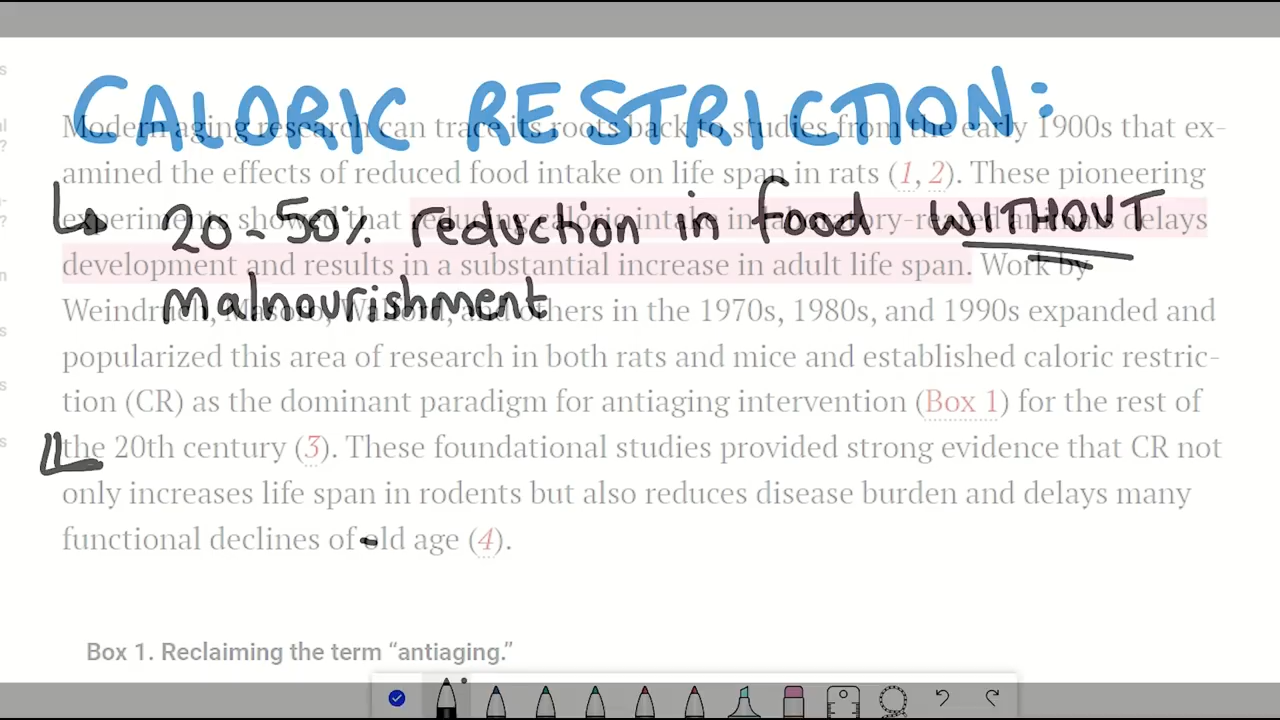 CALORIC RESTRICTION:
Modern aging research can trace its roots back to studies from the early 1900s that ex-
amined the effects of reduced food intake on life span in rats (1, 2). These pioneering
20-50% reduction in food WITHOUT
experiments showed that reducing caloric intake in laboratory-reared animals delays
development and results in a substantial increase in adult life span. Work by
malnourishment
Weindruch, Masoro, Walford, and others in the 1970s, 1980s, and 1990s expanded and
popularized this area of research in both rats and mice and established caloric restric-
tion (CR) as the dominant paradigm for antiaging intervention (Box 1) for the rest of
the 20th century (3). These foundational studies provided strong evidence that CR not
only increases life span in rodents but also reduces disease burden and delays many
functional declines of old age (4).
Box 1. Reclaiming the term “antiaging.”